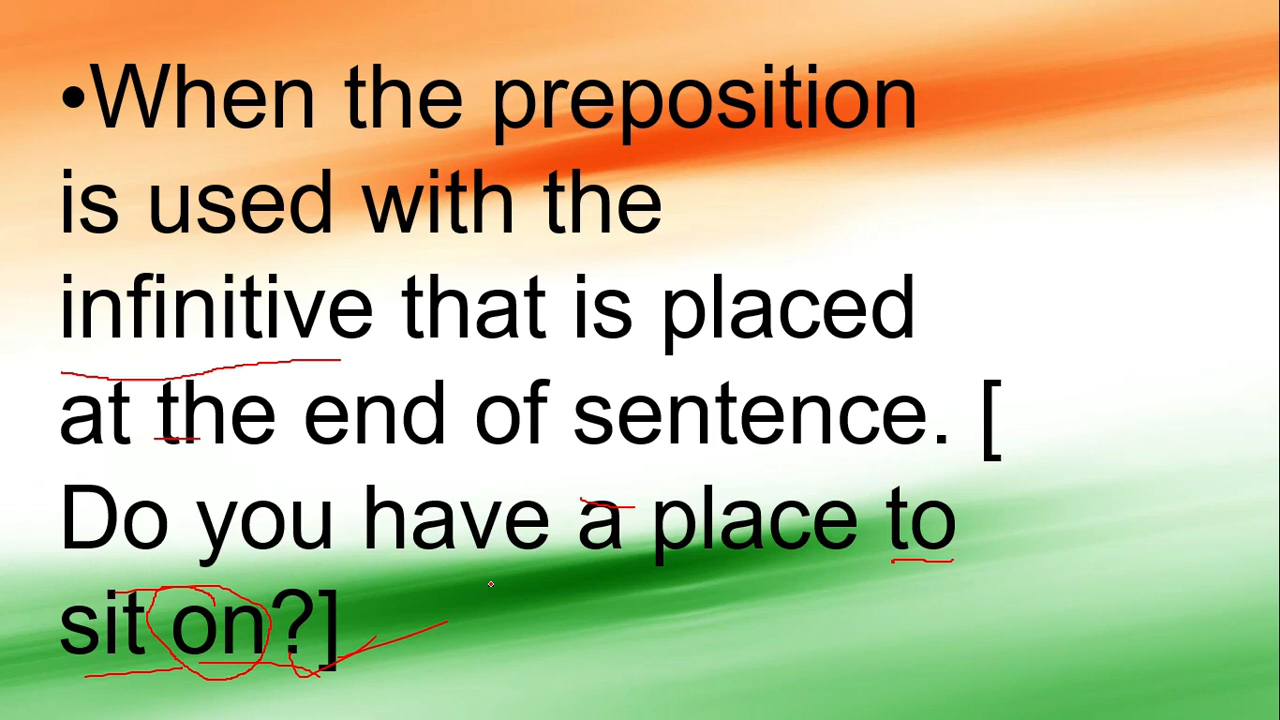 •When the preposition
is used with the
infinitive that is placed
at the end of sentence. [
Do you have a place to
sit on?]